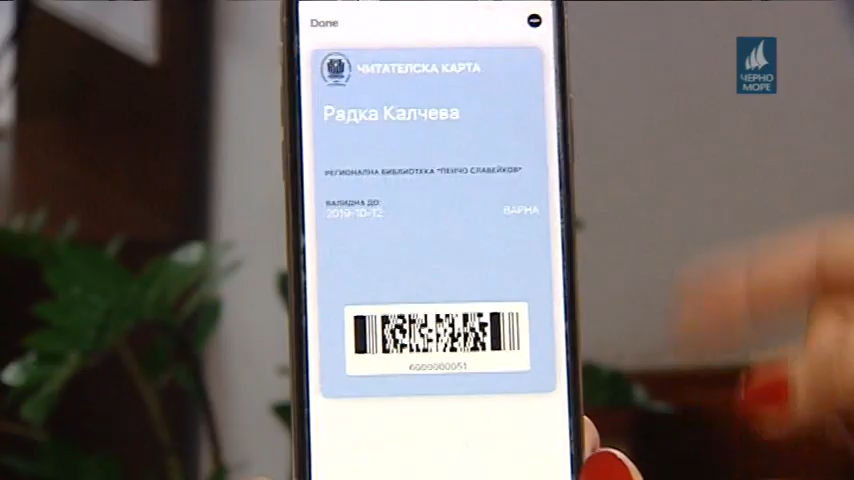 Done
ЧИТАТЕЛСКА КАРТА
Радка Калчева
РЕГИОНАЛНА БИБЛИОТЕКА "ПЕНЧО СЛАВЕЙКОВ"
ВАЛИДНА ДО:
2019-10-12
ВАРНА
6000000051
ЧЕРНО
МОРЕ